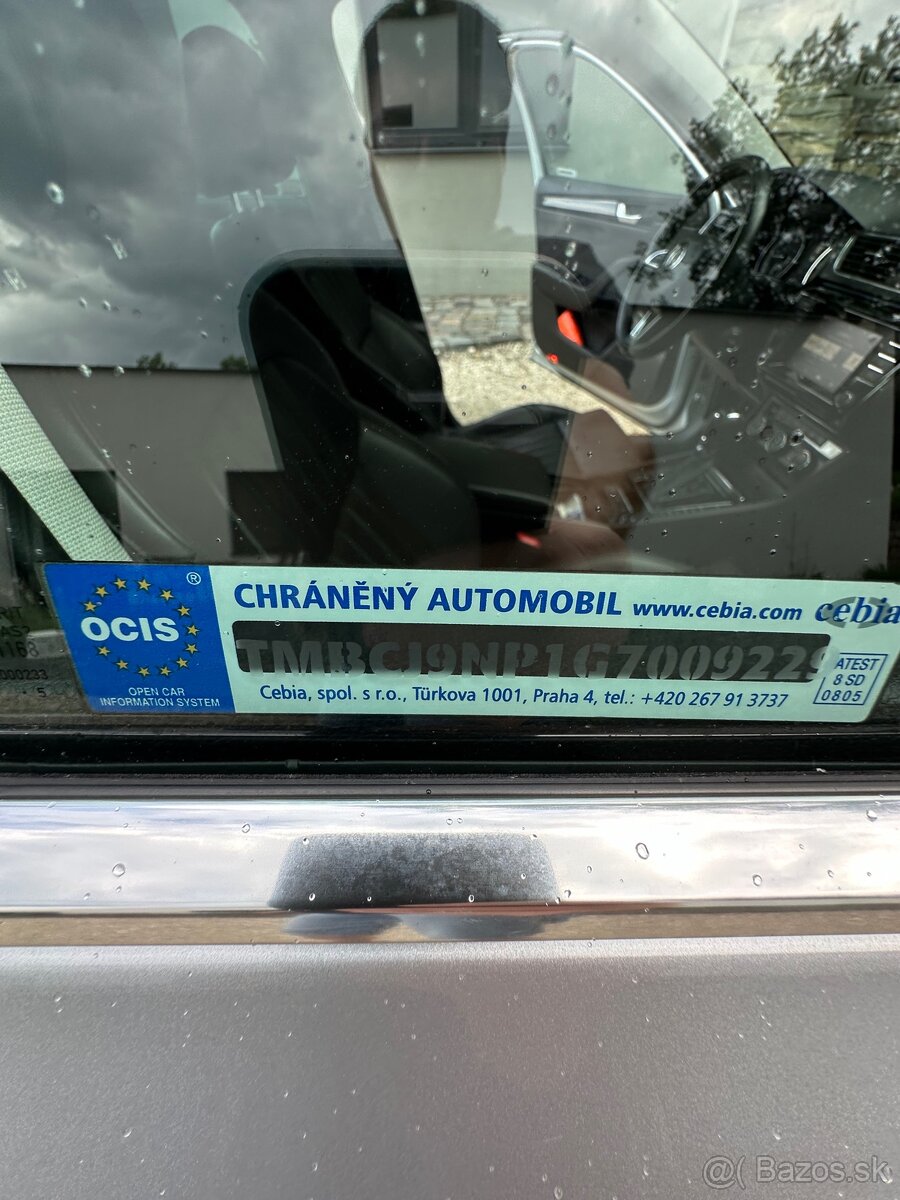 OCIS
®
OPEN CAR
INFORMATION SYSTEM
CHRÁNĚNÝ AUTOMOBIL www.cebia.com cebia
TMBCJ9NP1G7009229
Cebia, spol. s r.o., Türkova 1001, Praha 4, tel.: +420 267 91 3737
ATEST
8 SD
0805
Bazos.sk